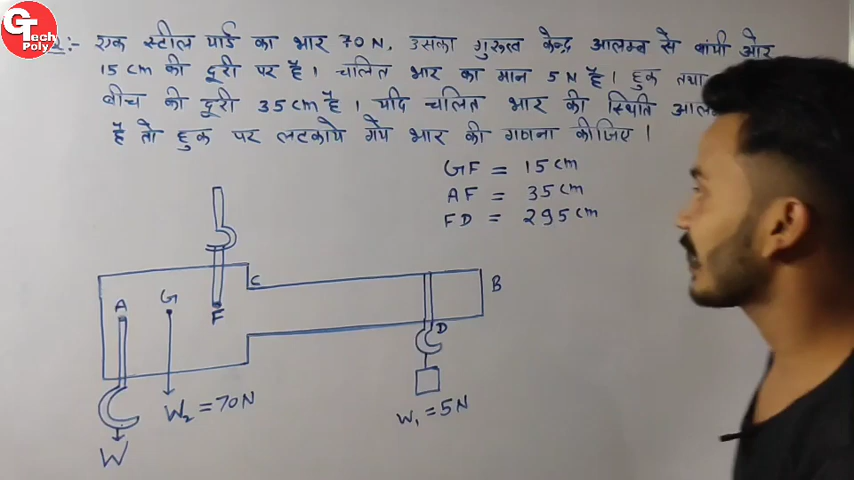 GTech Poly
:- एक स्टील यार्ड का भार 70 N. उसका गुरुत्व केन्द्र आलम्ब से बांयी ओर
15 cm की दूरी पर है। चलित भार का मान 5 N है। हुक तथा
बीच की दूरी 35 cm है। यदि चलित भार की स्थिति
है तो हुक पर लटकाये गये भार की गणना कीजिए।
GF = 15 cm
AF = 35 cm
FD = 295 cm
C
B
A
G
F
D
W₂ = 70N
W₁ = 5N
W